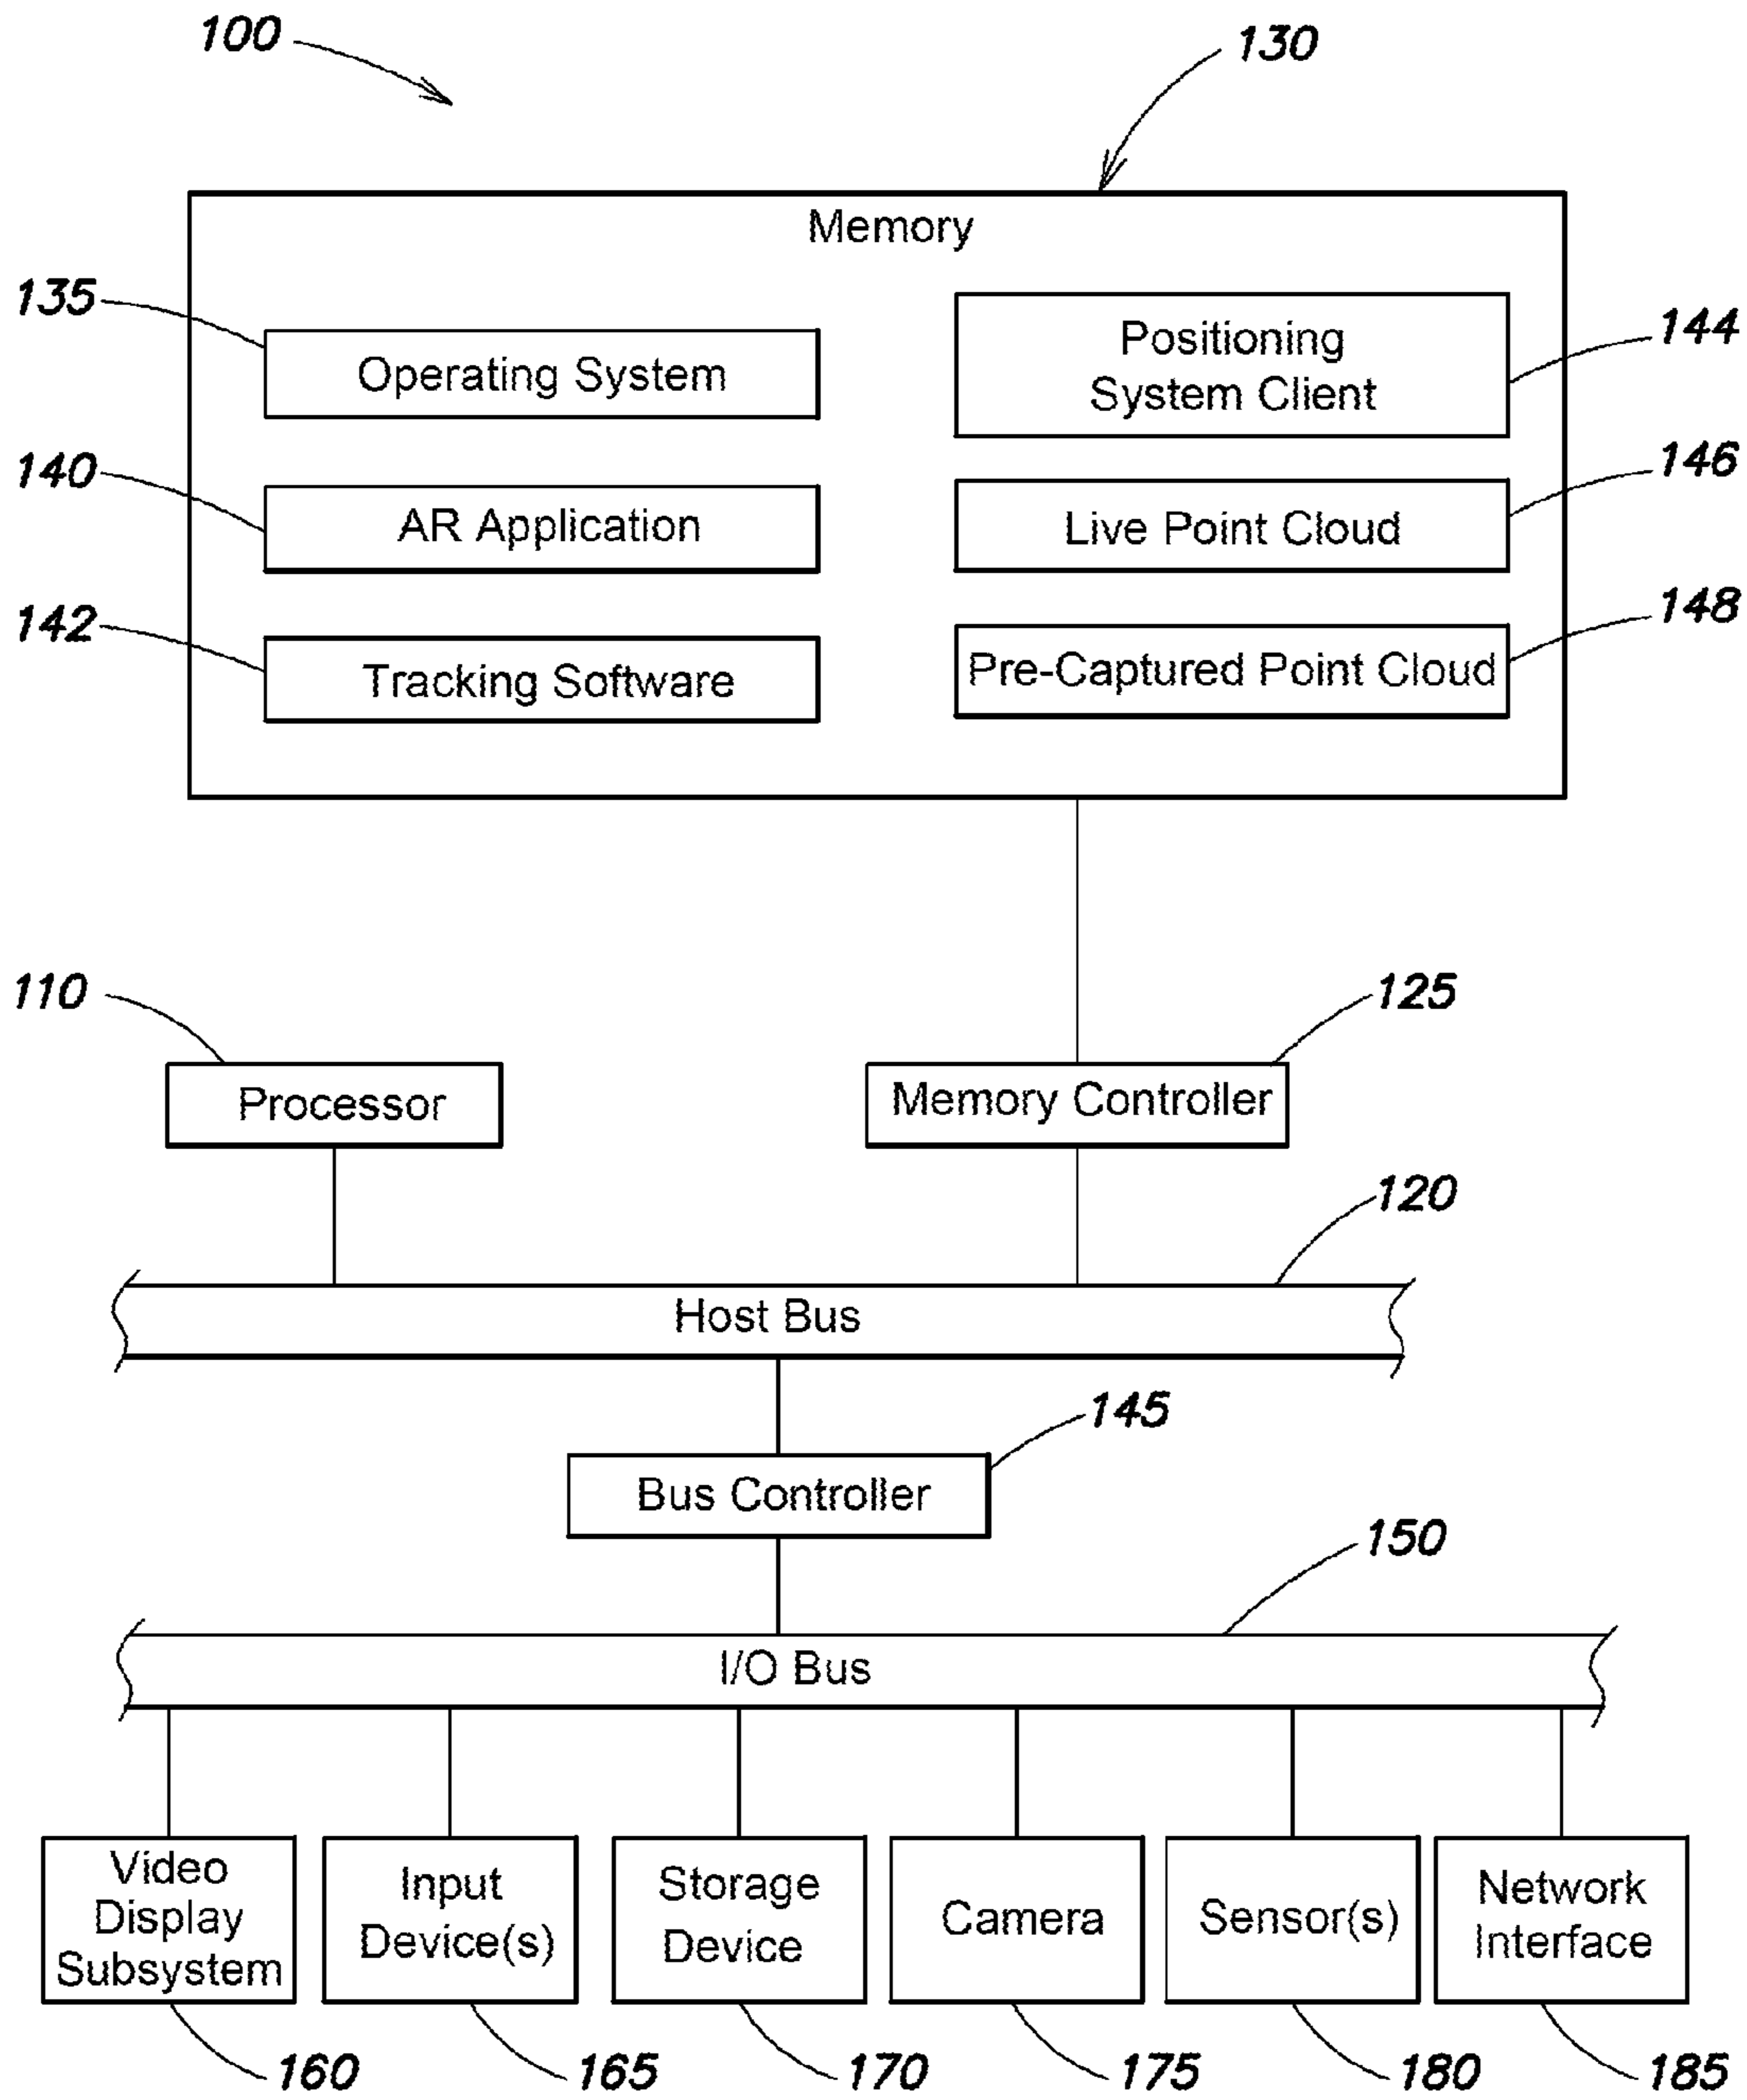 100
130
Memory
135
Operating System
Positioning
System Client
144
140
AR Application
Live Point Cloud
146
142
Tracking Software
Pre-Captured Point Cloud
148
110
Processor
125
Memory Controller
120
Host Bus
145
Bus Controller
150
I/O Bus
Video
Display
Subsystem
Input
Device(s)
Storage
Device
Camera
Sensor(s)
Network
Interface
160
165
170
175
180
185